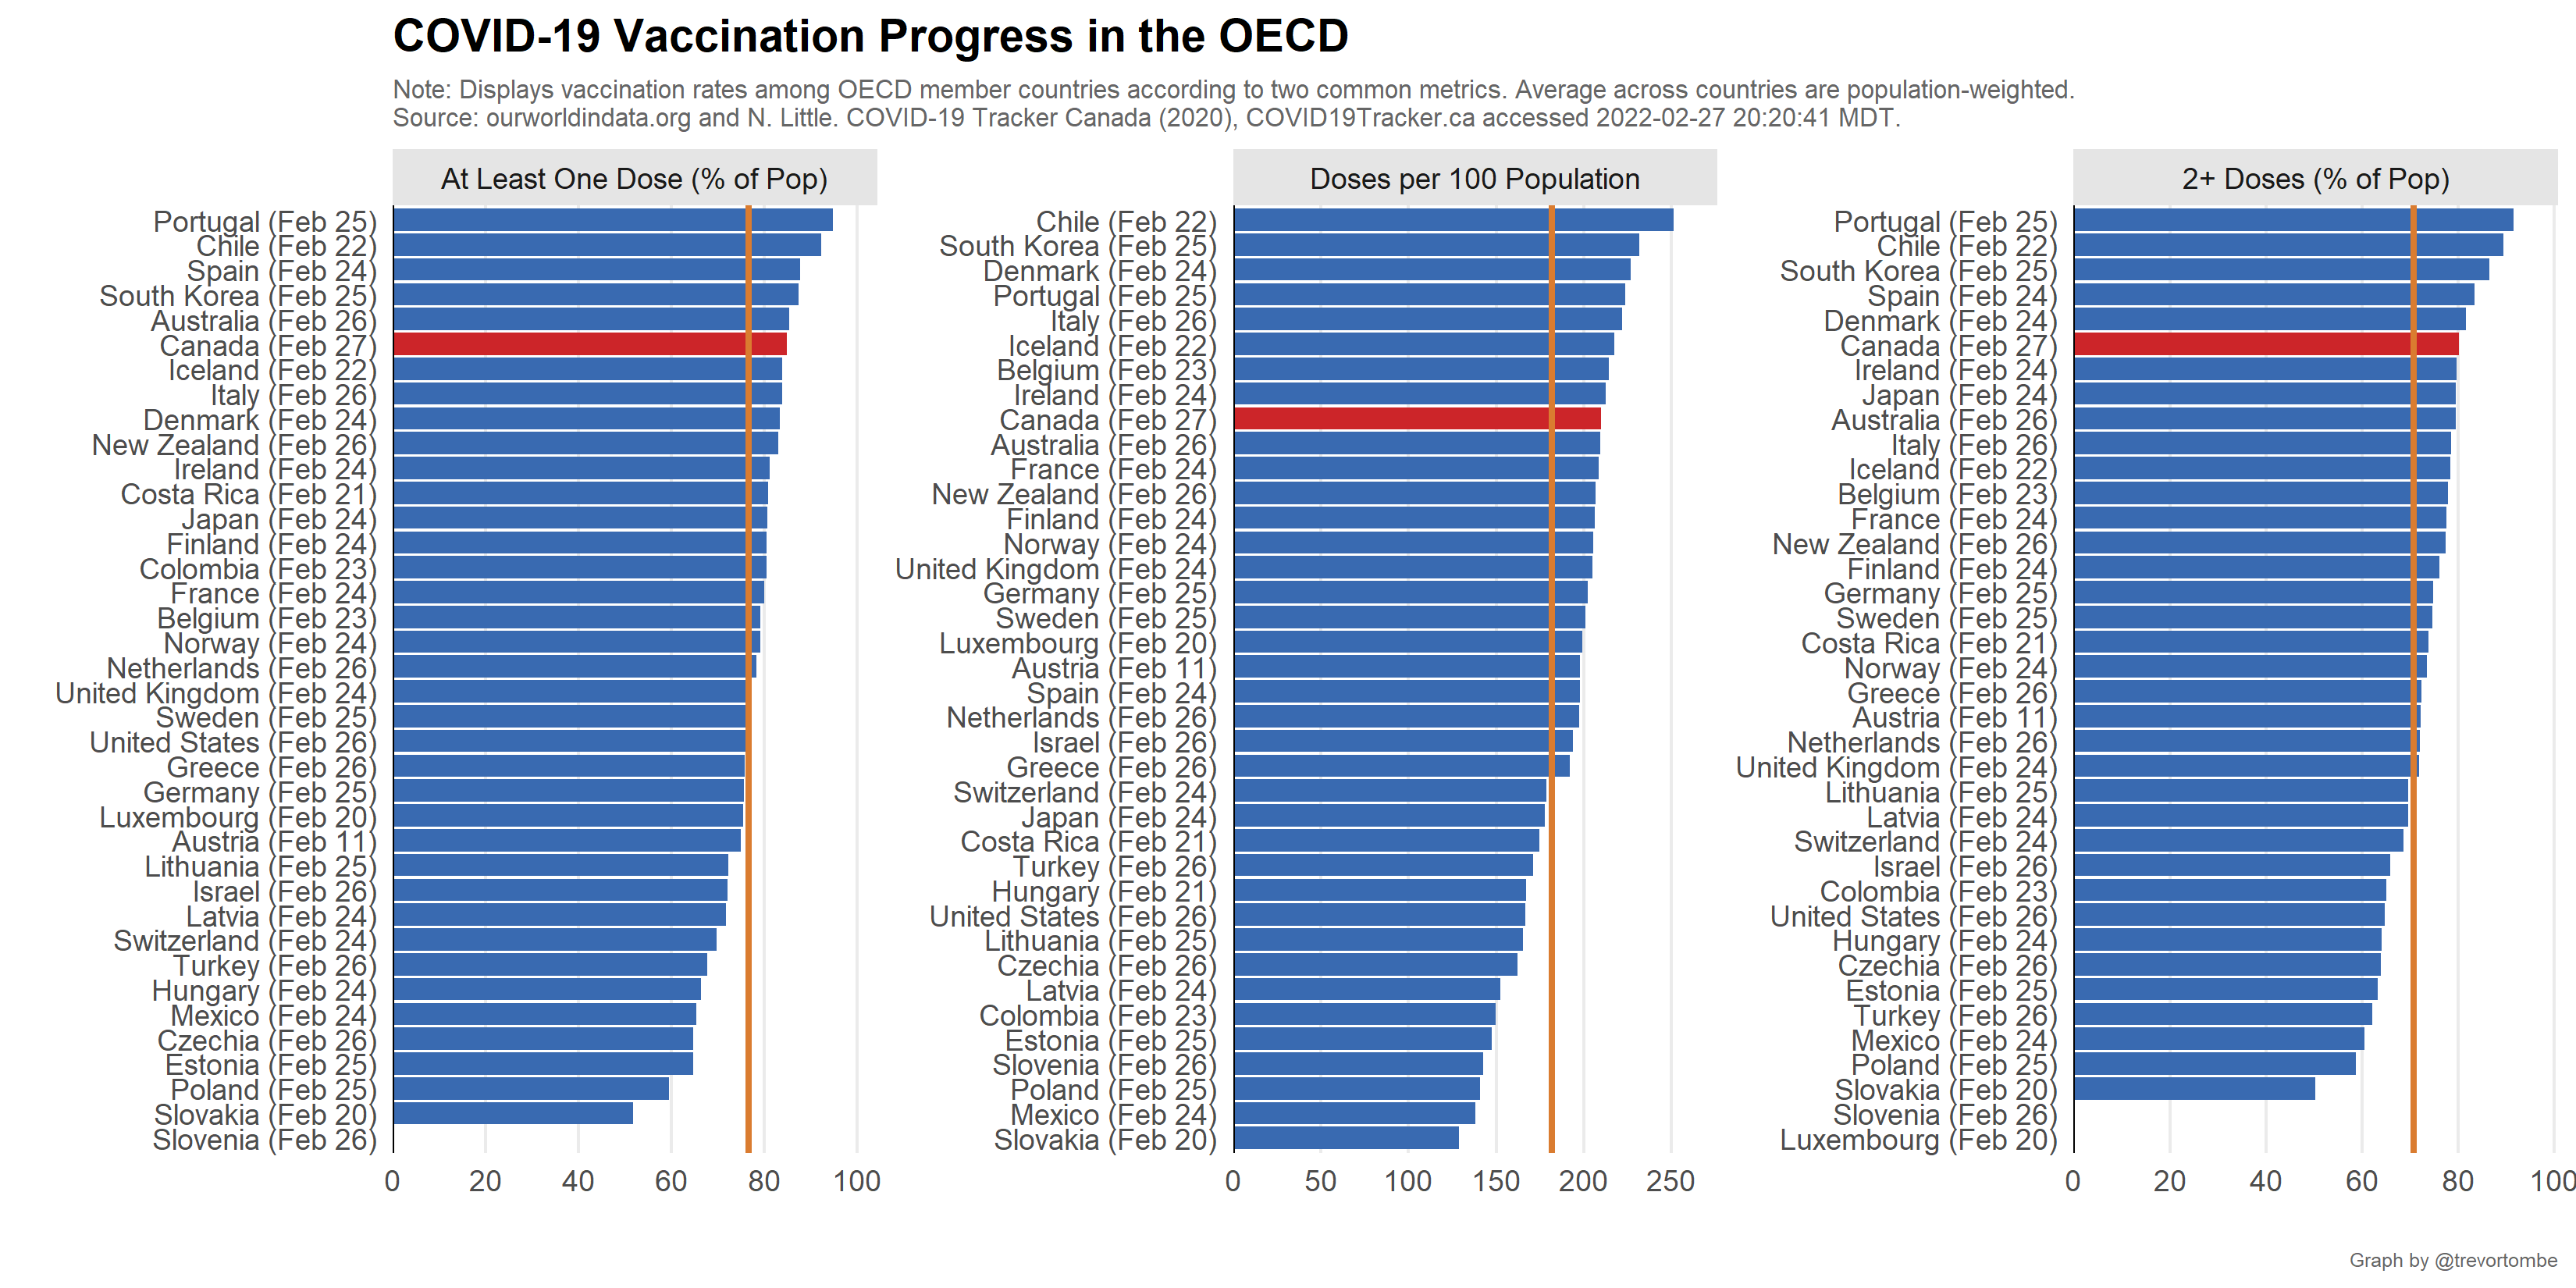 COVID-19 Vaccination Progress in the OECD
Note: Displays vaccination rates among OECD member countries according to two common metrics. Average across countries are population-weighted.
Source: ourworldindata.org and N. Little. COVID-19 Tracker Canada (2020), COVID19Tracker.ca accessed 2022-02-27 20:20:41 MDT.
At Least One Dose (% of Pop)
Portugal (Feb 25)
Chile (Feb 22)
Spain (Feb 24)
South Korea (Feb 25)
Australia (Feb 26)
Canada (Feb 27)
Iceland (Feb 22)
Italy (Feb 26)
Denmark (Feb 24)
New Zealand (Feb 26)
Ireland (Feb 24)
Costa Rica (Feb 21)
Japan (Feb 24)
Finland (Feb 24)
Colombia (Feb 23)
France (Feb 24)
Belgium (Feb 23)
Norway (Feb 24)
Netherlands (Feb 26)
United Kingdom (Feb 24)
Sweden (Feb 25)
United States (Feb 26)
Greece (Feb 26)
Germany (Feb 25)
Luxembourg (Feb 20)
Austria (Feb 11)
Lithuania (Feb 25)
Israel (Feb 26)
Latvia (Feb 24)
Switzerland (Feb 24)
Turkey (Feb 26)
Hungary (Feb 24)
Mexico (Feb 24)
Czechia (Feb 26)
Estonia (Feb 25)
Poland (Feb 25)
Slovakia (Feb 20)
Slovenia (Feb 26)
0 20 40 60 80 100
Doses per 100 Population
Chile (Feb 22)
South Korea (Feb 25)
Denmark (Feb 24)
Portugal (Feb 25)
Italy (Feb 26)
Iceland (Feb 22)
Belgium (Feb 23)
Ireland (Feb 24)
Canada (Feb 27)
Australia (Feb 26)
France (Feb 24)
New Zealand (Feb 26)
Finland (Feb 24)
Norway (Feb 24)
United Kingdom (Feb 24)
Germany (Feb 25)
Sweden (Feb 25)
Luxembourg (Feb 20)
Austria (Feb 11)
Spain (Feb 24)
Netherlands (Feb 26)
Israel (Feb 26)
Greece (Feb 26)
Switzerland (Feb 24)
Japan (Feb 24)
Costa Rica (Feb 21)
Turkey (Feb 26)
Hungary (Feb 21)
United States (Feb 26)
Lithuania (Feb 25)
Czechia (Feb 26)
Latvia (Feb 24)
Colombia (Feb 23)
Estonia (Feb 25)
Slovenia (Feb 26)
Poland (Feb 25)
Mexico (Feb 24)
Slovakia (Feb 20)
0 50 100 150 200 250
2+ Doses (% of Pop)
Portugal (Feb 25)
Chile (Feb 22)
South Korea (Feb 25)
Spain (Feb 24)
Denmark (Feb 24)
Canada (Feb 27)
Ireland (Feb 24)
Japan (Feb 24)
Australia (Feb 26)
Italy (Feb 26)
Iceland (Feb 22)
Belgium (Feb 23)
France (Feb 24)
New Zealand (Feb 26)
Finland (Feb 24)
Germany (Feb 25)
Sweden (Feb 25)
Costa Rica (Feb 21)
Norway (Feb 24)
Greece (Feb 26)
Austria (Feb 11)
Netherlands (Feb 26)
United Kingdom (Feb 24)
Lithuania (Feb 25)
Latvia (Feb 24)
Switzerland (Feb 24)
Israel (Feb 26)
Colombia (Feb 23)
United States (Feb 26)
Hungary (Feb 24)
Czechia (Feb 26)
Estonia (Feb 25)
Turkey (Feb 26)
Mexico (Feb 24)
Poland (Feb 25)
Slovakia (Feb 20)
Slovenia (Feb 26)
Luxembourg (Feb 20)
0 20 40 60 80 100
Graph by @trevortombe